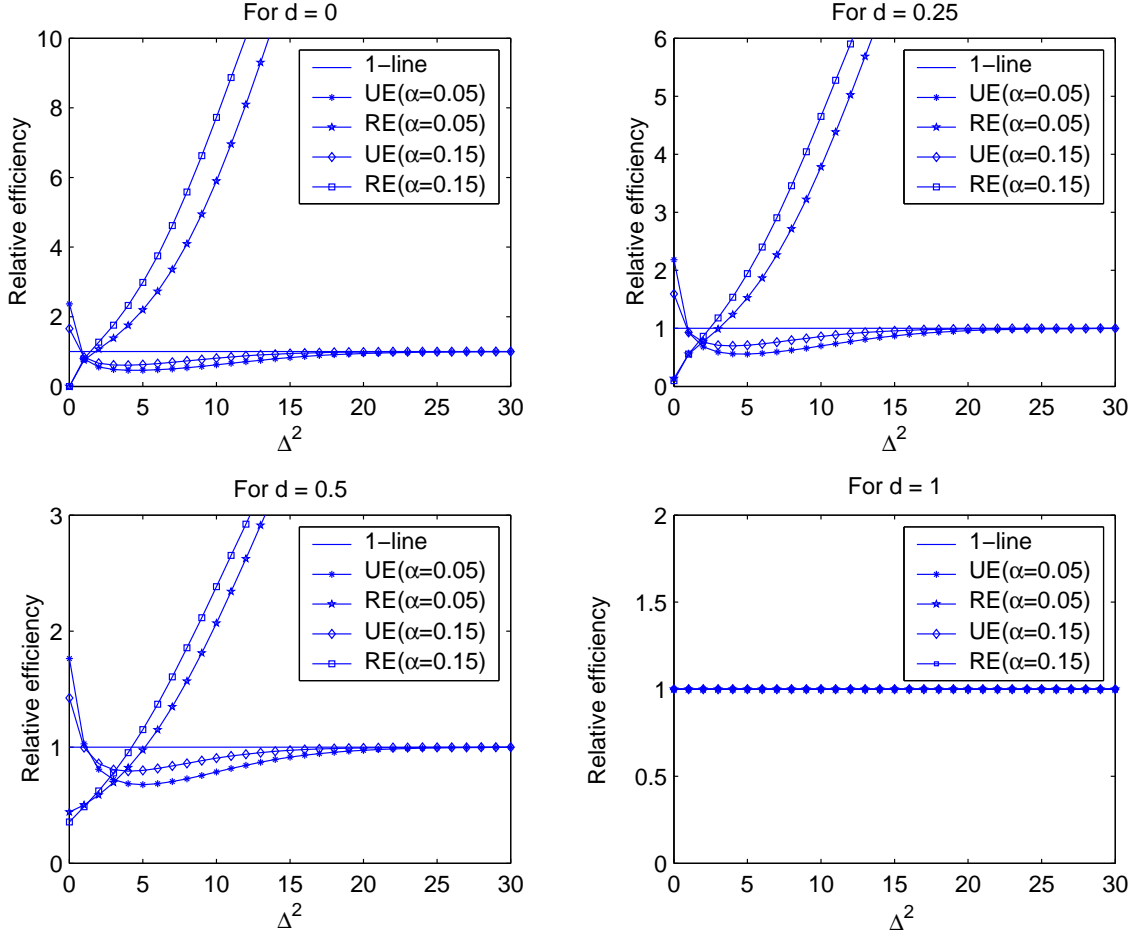 For d = 0
Relative efficiency
10
8
6
4
2
0
0 5 10 15 20 25 30
Δ²
1−line
UE(α=0.05)
RE(α=0.05)
UE(α=0.15)
RE(α=0.15)
For d = 0.25
Relative efficiency
6
5
4
3
2
1
0
0 5 10 15 20 25 30
Δ²
1−line
UE(α=0.05)
RE(α=0.05)
UE(α=0.15)
RE(α=0.15)
For d = 0.5
Relative efficiency
3
2
1
0
0 5 10 15 20 25 30
Δ²
1−line
UE(α=0.05)
RE(α=0.05)
UE(α=0.15)
RE(α=0.15)
For d = 1
Relative efficiency
2
1.5
1
0.5
0
0 5 10 15 20 25 30
Δ²
1−line
UE(α=0.05)
RE(α=0.05)
UE(α=0.15)
RE(α=0.15)